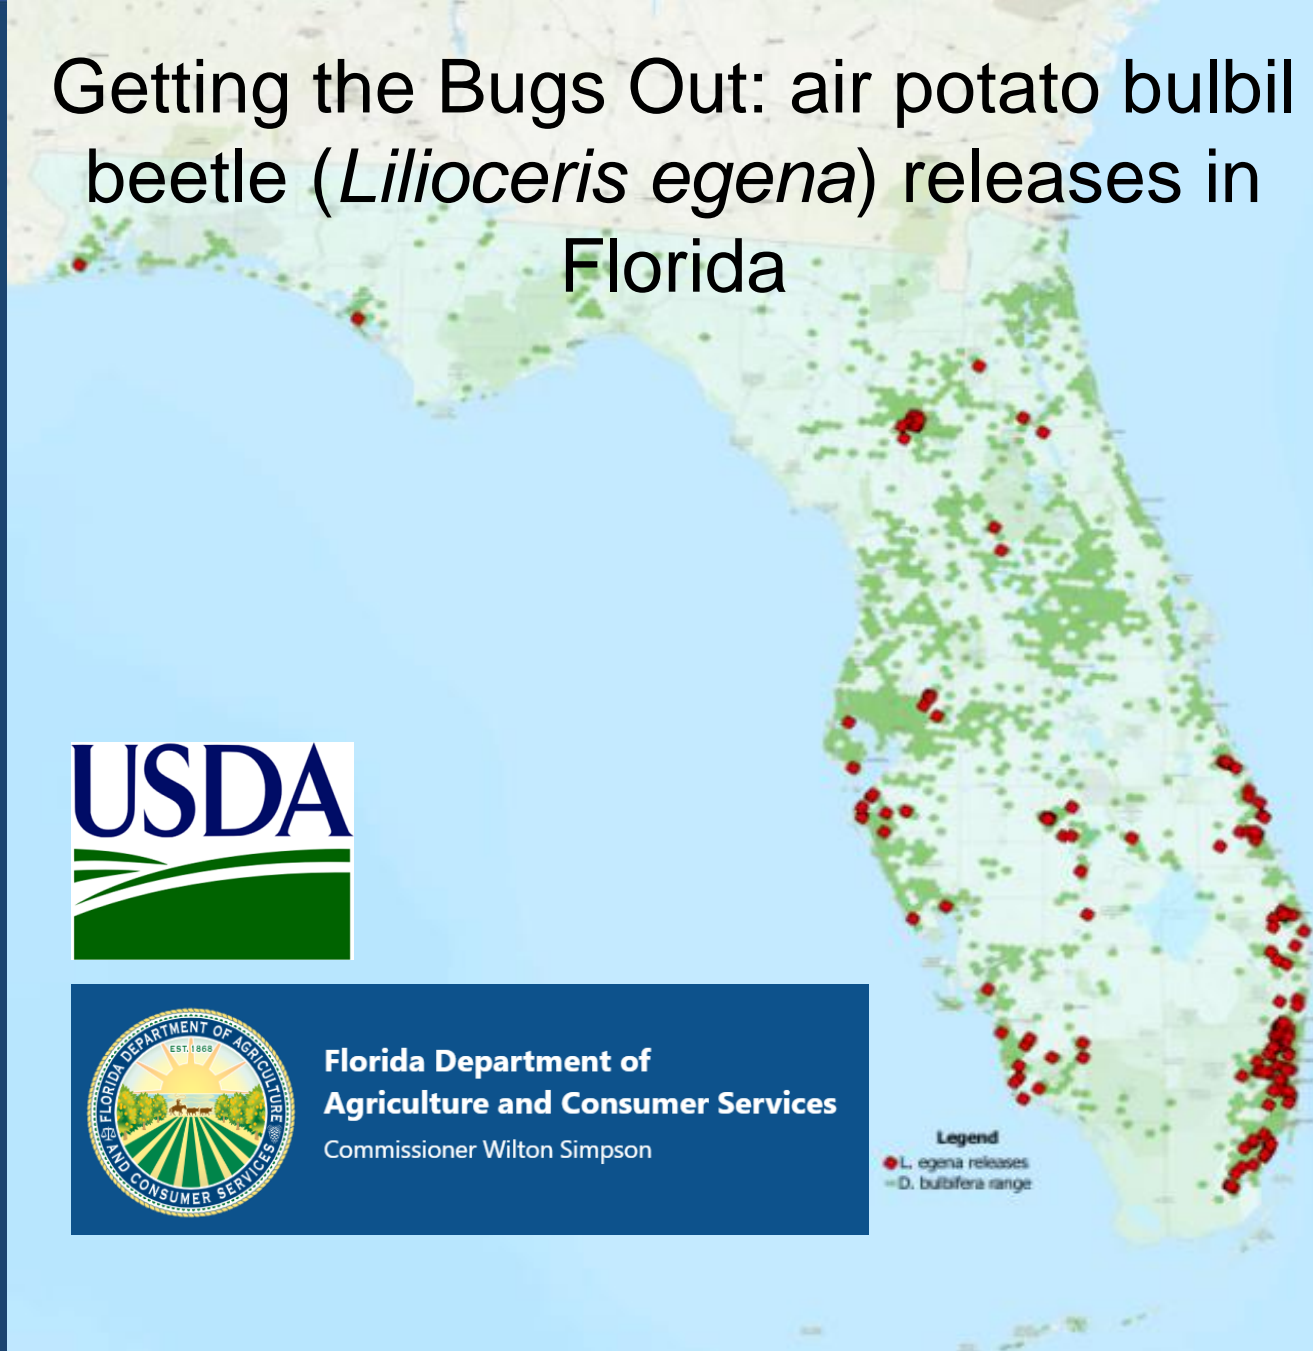 Getting the Bugs Out: air potato bulbil
beetle (Lilioceris egena) releases in
Florida
USDA
FLORIDA DEPARTMENT OF AGRICULTURE
AND CONSUMER SERVICES
EST. 1868
Florida Department of
Agriculture and Consumer Services
Commissioner Wilton Simpson
Legend
L. egena releases
D. bulbifera range